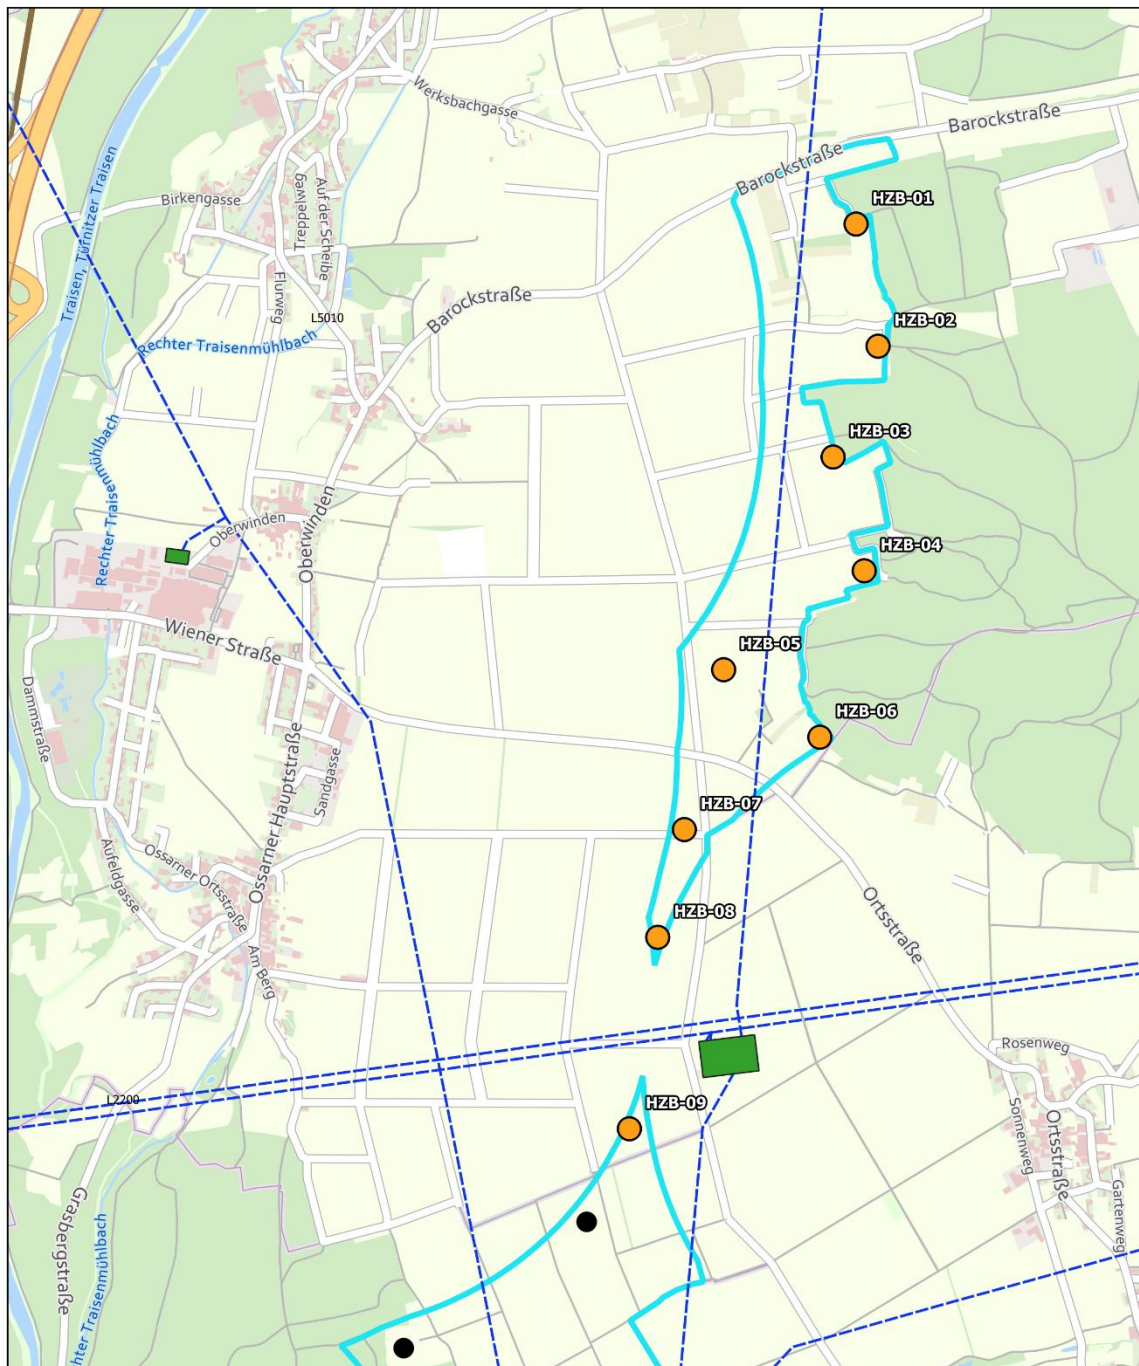 Werksbachgasse
Barockstraße
Barockstraße
Traisen, Türnitzer Traisen
Birkengasse
Treppelweg
Auf der Scheibe
HZB-01
Flurweg
Barockstraße
L5010
Rechter Traisenmühlbach
HZB-02
Rechter Traisenmühlbach
HZB-03
Oberwinden
Oberwinden
HZB-04
Wiener Straße
HZB-05
Dammstraße
HZB-06
Ossarner Hauptstraße
Sandgasse
HZB-07
Aufeldgasse
Ossarner Ortsstraße
HZB-08
Ortsstraße
Am Berg
Rosenweg
L2200
HZB-09
Sonnenweg
Ortsstraße
Gartenweg
Grasbergstraße
hter Traisenmühlbach